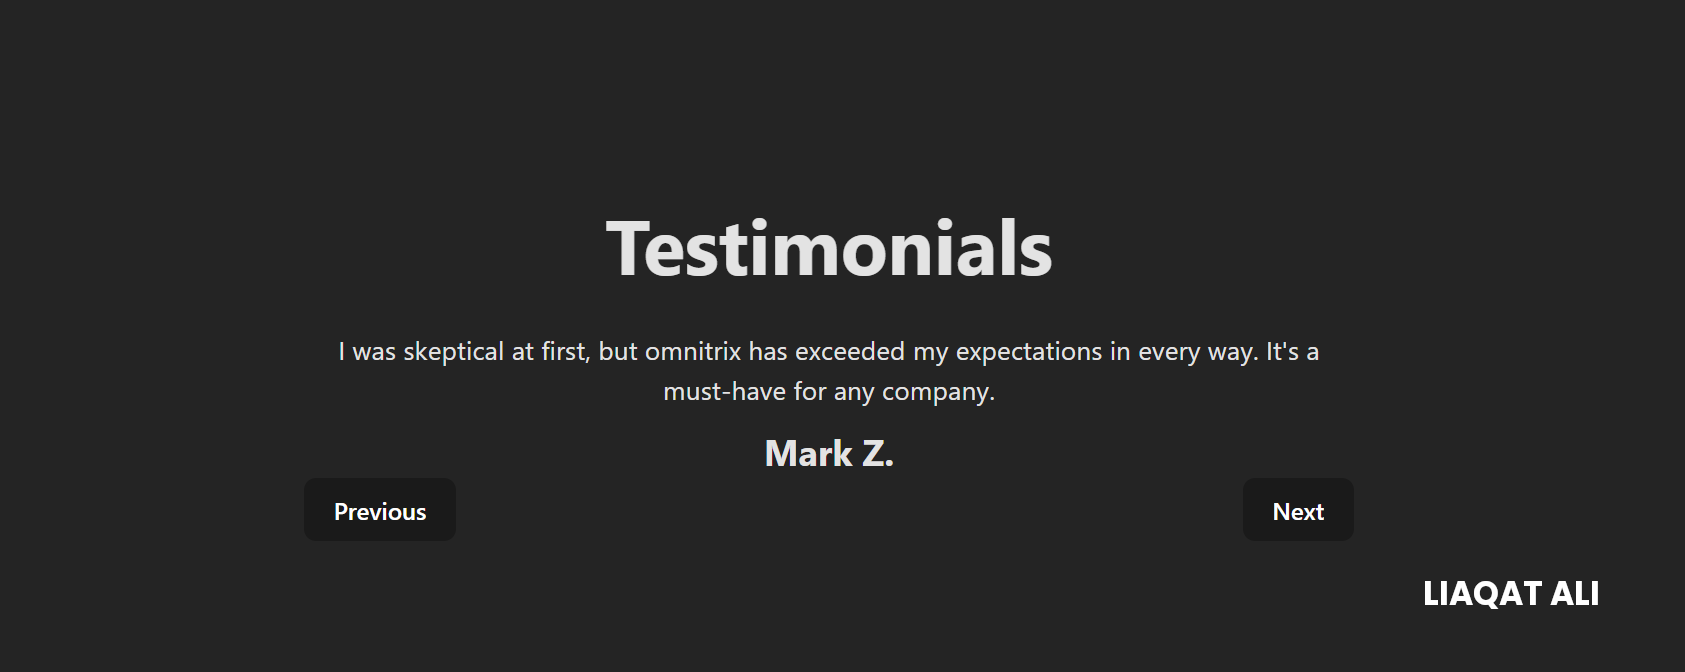 Testimonials
I was skeptical at first, but omnitrix has exceeded my expectations in every way. It's a
must-have for any company.
Mark Z.
Previous
Next
LIAQAT ALI